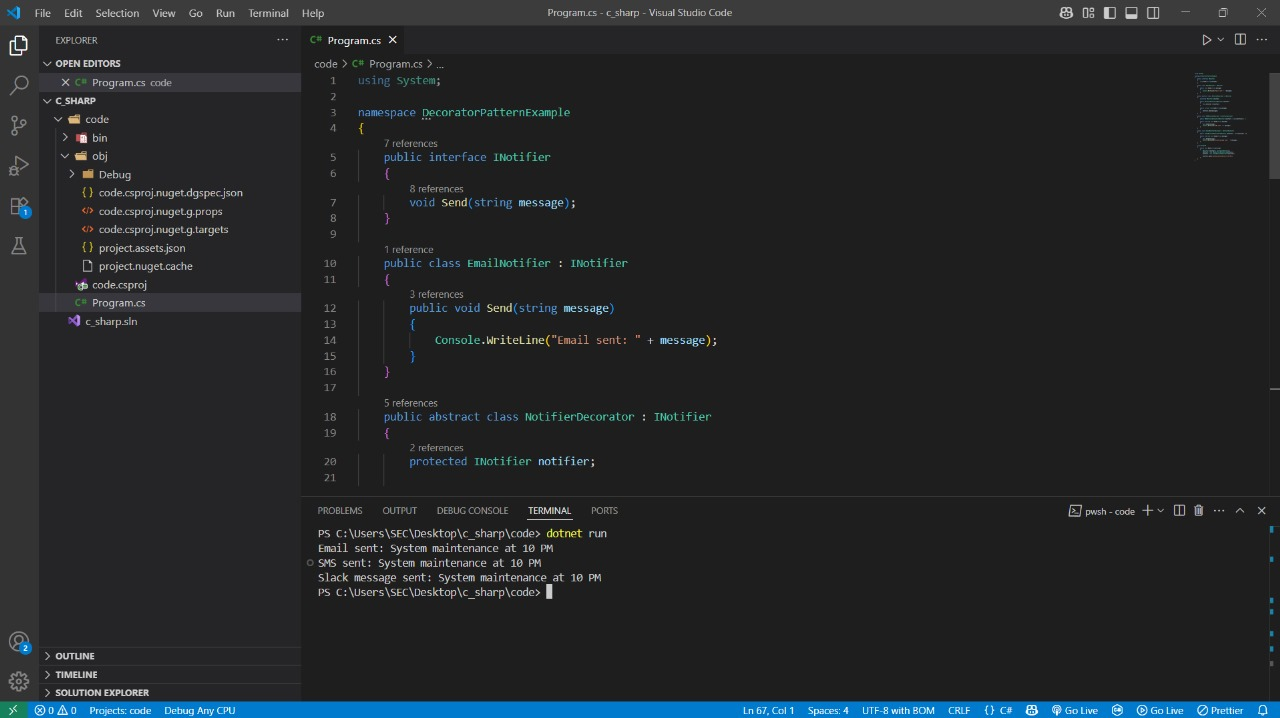 File Edit Selection View Go Run Terminal Help
Program.cs - c_sharp - Visual Studio Code
EXPLORER
OPEN EDITORS
Program.cs code
C_SHARP
code
bin
obj
Debug
code.csproj.nuget.dgspec.json
code.csproj.nuget.g.props
code.csproj.nuget.g.targets
project.assets.json
project.nuget.cache
code.csproj
C# Program.cs
c_sharp.sln
OUTLINE
TIMELINE
SOLUTION EXPLORER
C# Program.cs
code > C# Program.cs > ...
1 using System;
2
3 namespace DecoratorPatternExample
4 {
7 references
5 public interface INotifier
6 {
8 references
7 void Send(string message);
8 }
9
1 reference
10 public class EmailNotifier : INotifier
11 {
3 references
12 public void Send(string message)
13 {
14 Console.WriteLine("Email sent: " + message);
15 }
16 }
17
5 references
18 public abstract class NotifierDecorator : INotifier
19 {
2 references
20 protected INotifier notifier;
21
PROBLEMS OUTPUT DEBUG CONSOLE TERMINAL PORTS
pwsh - code
PS C:\Users\SEC\Desktop\c_sharp\code> dotnet run
Email sent: System maintenance at 10 PM
SMS sent: System maintenance at 10 PM
Slack message sent: System maintenance at 10 PM
PS C:\Users\SEC\Desktop\c_sharp\code>
1
2
0 0 Projects: code Debug Any CPU
Ln 67, Col 1 Spaces: 4 UTF-8 with BOM CRLF {} C# Go Live Go Live Prettier